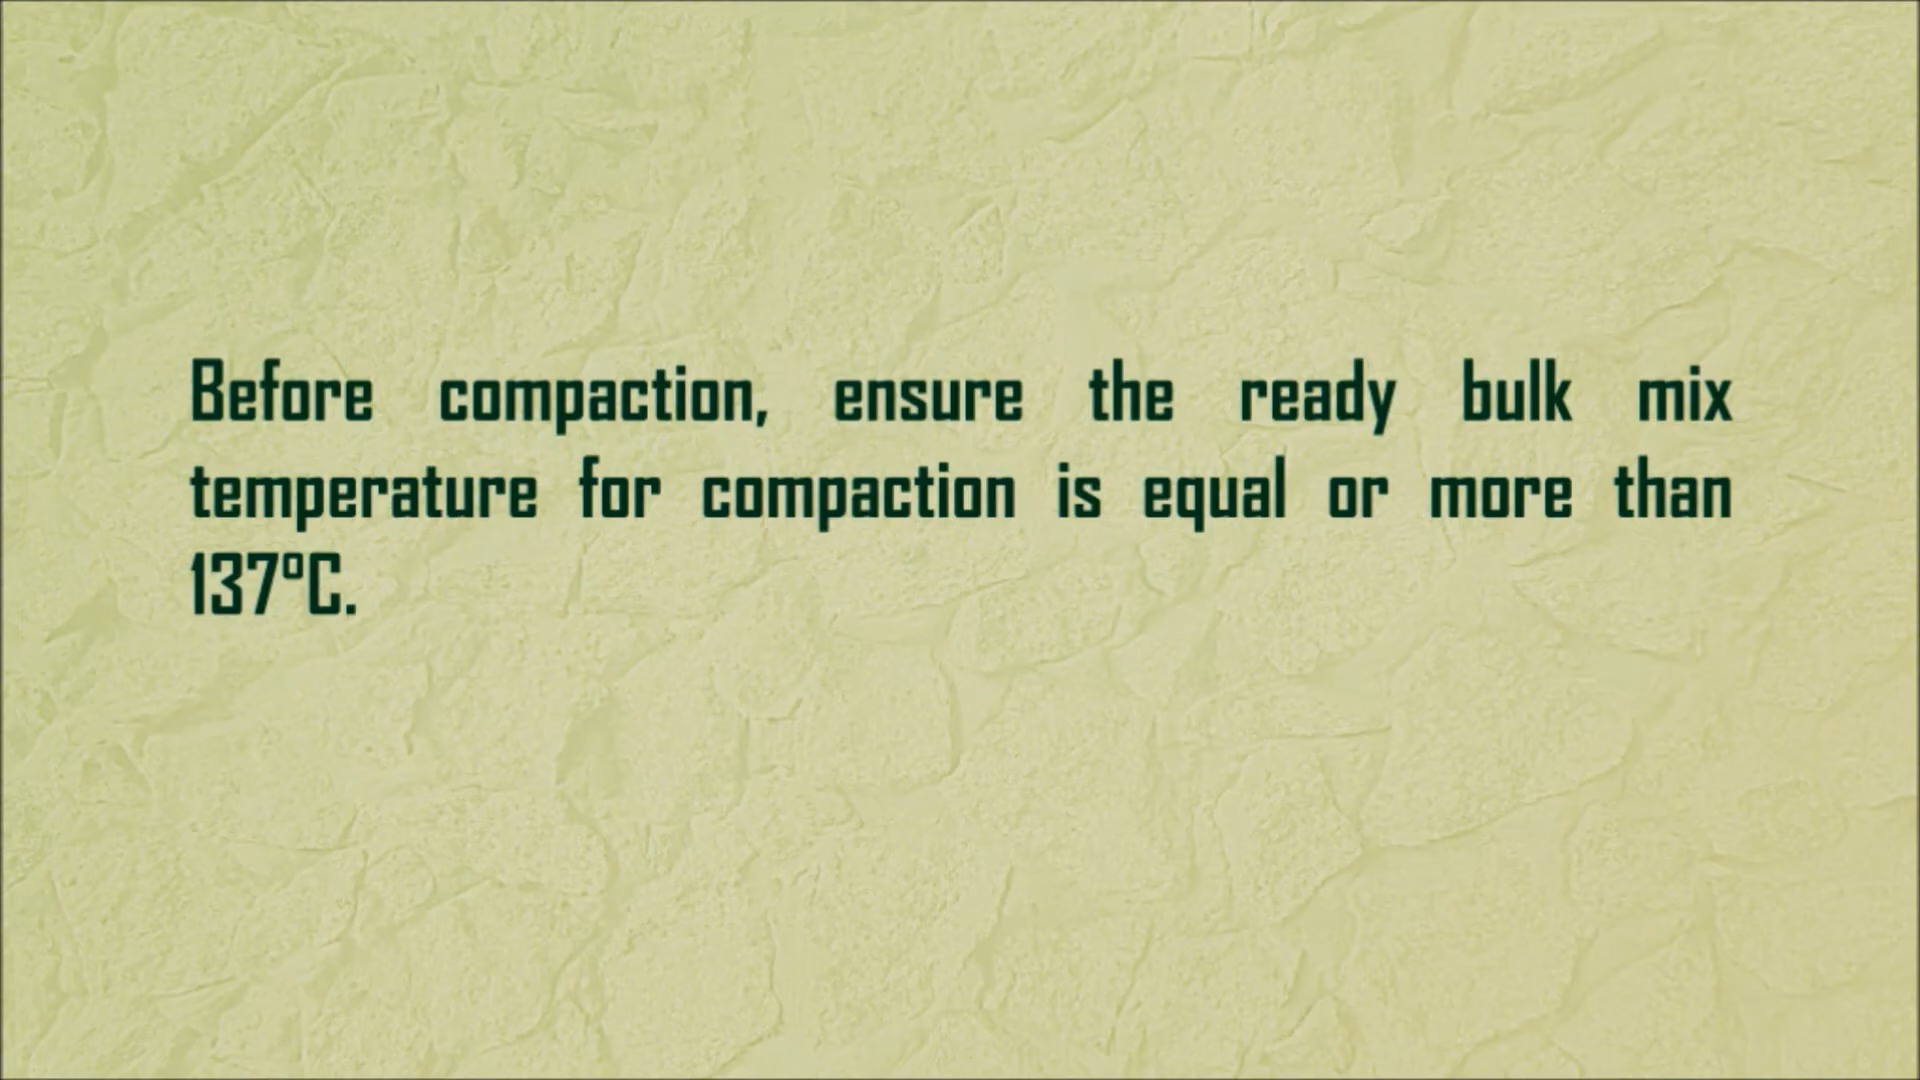 Before compaction, ensure the ready bulk mix
temperature for compaction is equal or more than
137°C.